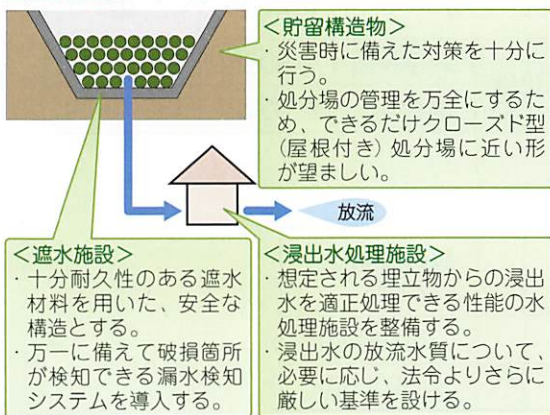 <貯留構造物>
・災害時に備えた対策を十分に
行う。
・処分場の管理を万全にするた
め、できるだけクローズド型
(屋根付き)処分場に近い形
が望ましい。
放流
<遮水施設>
・十分耐久性のある遮水
材料を用いた、安全な
構造とする。
・万一に備えて破損箇所
が検知できる漏水検知
システムを導入する。
<浸出水処理施設>
・想定される埋立物からの浸出
水を適正処理できる性能の水
処理施設を整備する。
・浸出水の放流水質について、
必要に応じ、法令よりさらに
厳しい基準を設ける。